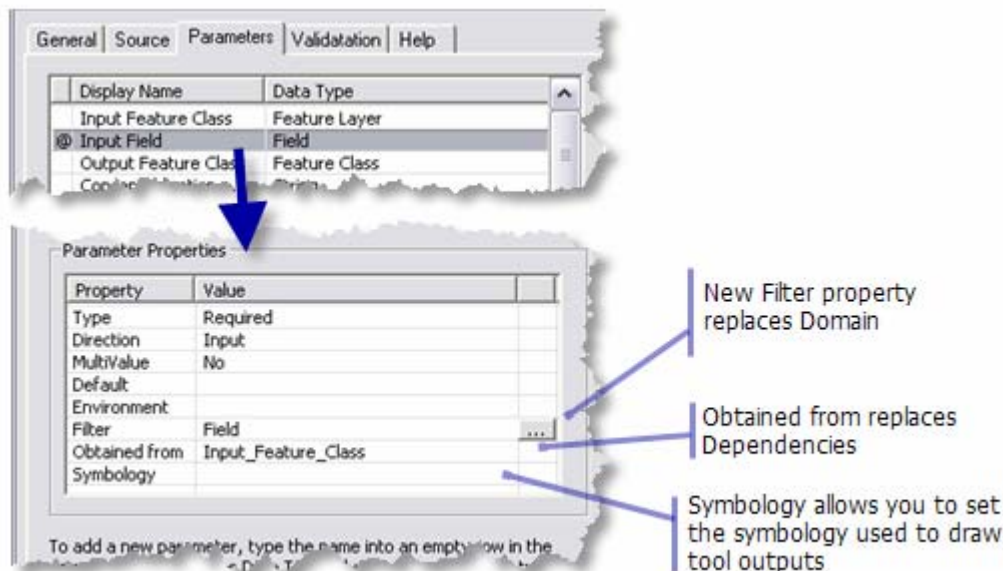 General Source Parameters Validatation Help
Display Name Data Type
Input Feature Class Feature Layer
@ Input Field Field
Output Feature Clas Feature Class
Parameter Properties
Property Value
Type Required
Direction Input
MultiValue No
Default
Environment
Filter Field ...
Obtained from Input_Feature_Class
Symbology
To add a new parameter, type the name into an empty row in the
New Filter property
replaces Domain
Obtained from replaces
Dependencies
Symbology allows you to set
the symbology used to draw
tool outputs